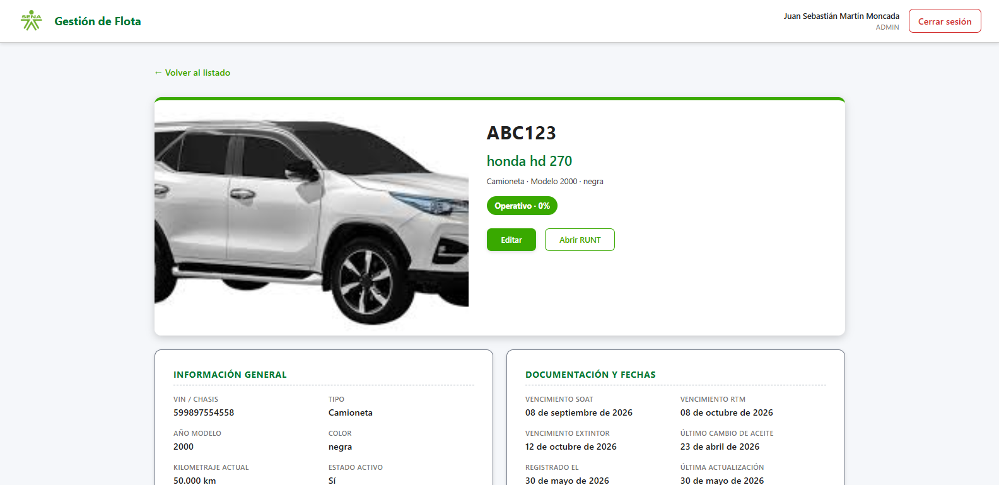 SENA
Gestión de Flota
Juan Sebastián Martín Moncada
ADMIN
Cerrar sesión
← Volver al listado
ABC123
honda hd 270
Camioneta · Modelo 2000 · negra
Operativo · 0%
Editar
Abrir RUNT
INFORMACIÓN GENERAL
VIN / CHASIS
599897554558
TIPO
Camioneta
AÑO MODELO
2000
COLOR
negra
KILOMETRAJE ACTUAL
50.000 km
ESTADO ACTIVO
Sí
DOCUMENTACIÓN Y FECHAS
VENCIMIENTO SOAT
08 de septiembre de 2026
VENCIMIENTO RTM
08 de octubre de 2026
VENCIMIENTO EXTINTOR
12 de octubre de 2026
ÚLTIMO CAMBIO DE ACEITE
23 de abril de 2026
REGISTRADO EL
30 de mayo de 2026
ÚLTIMA ACTUALIZACIÓN
30 de mayo de 2026